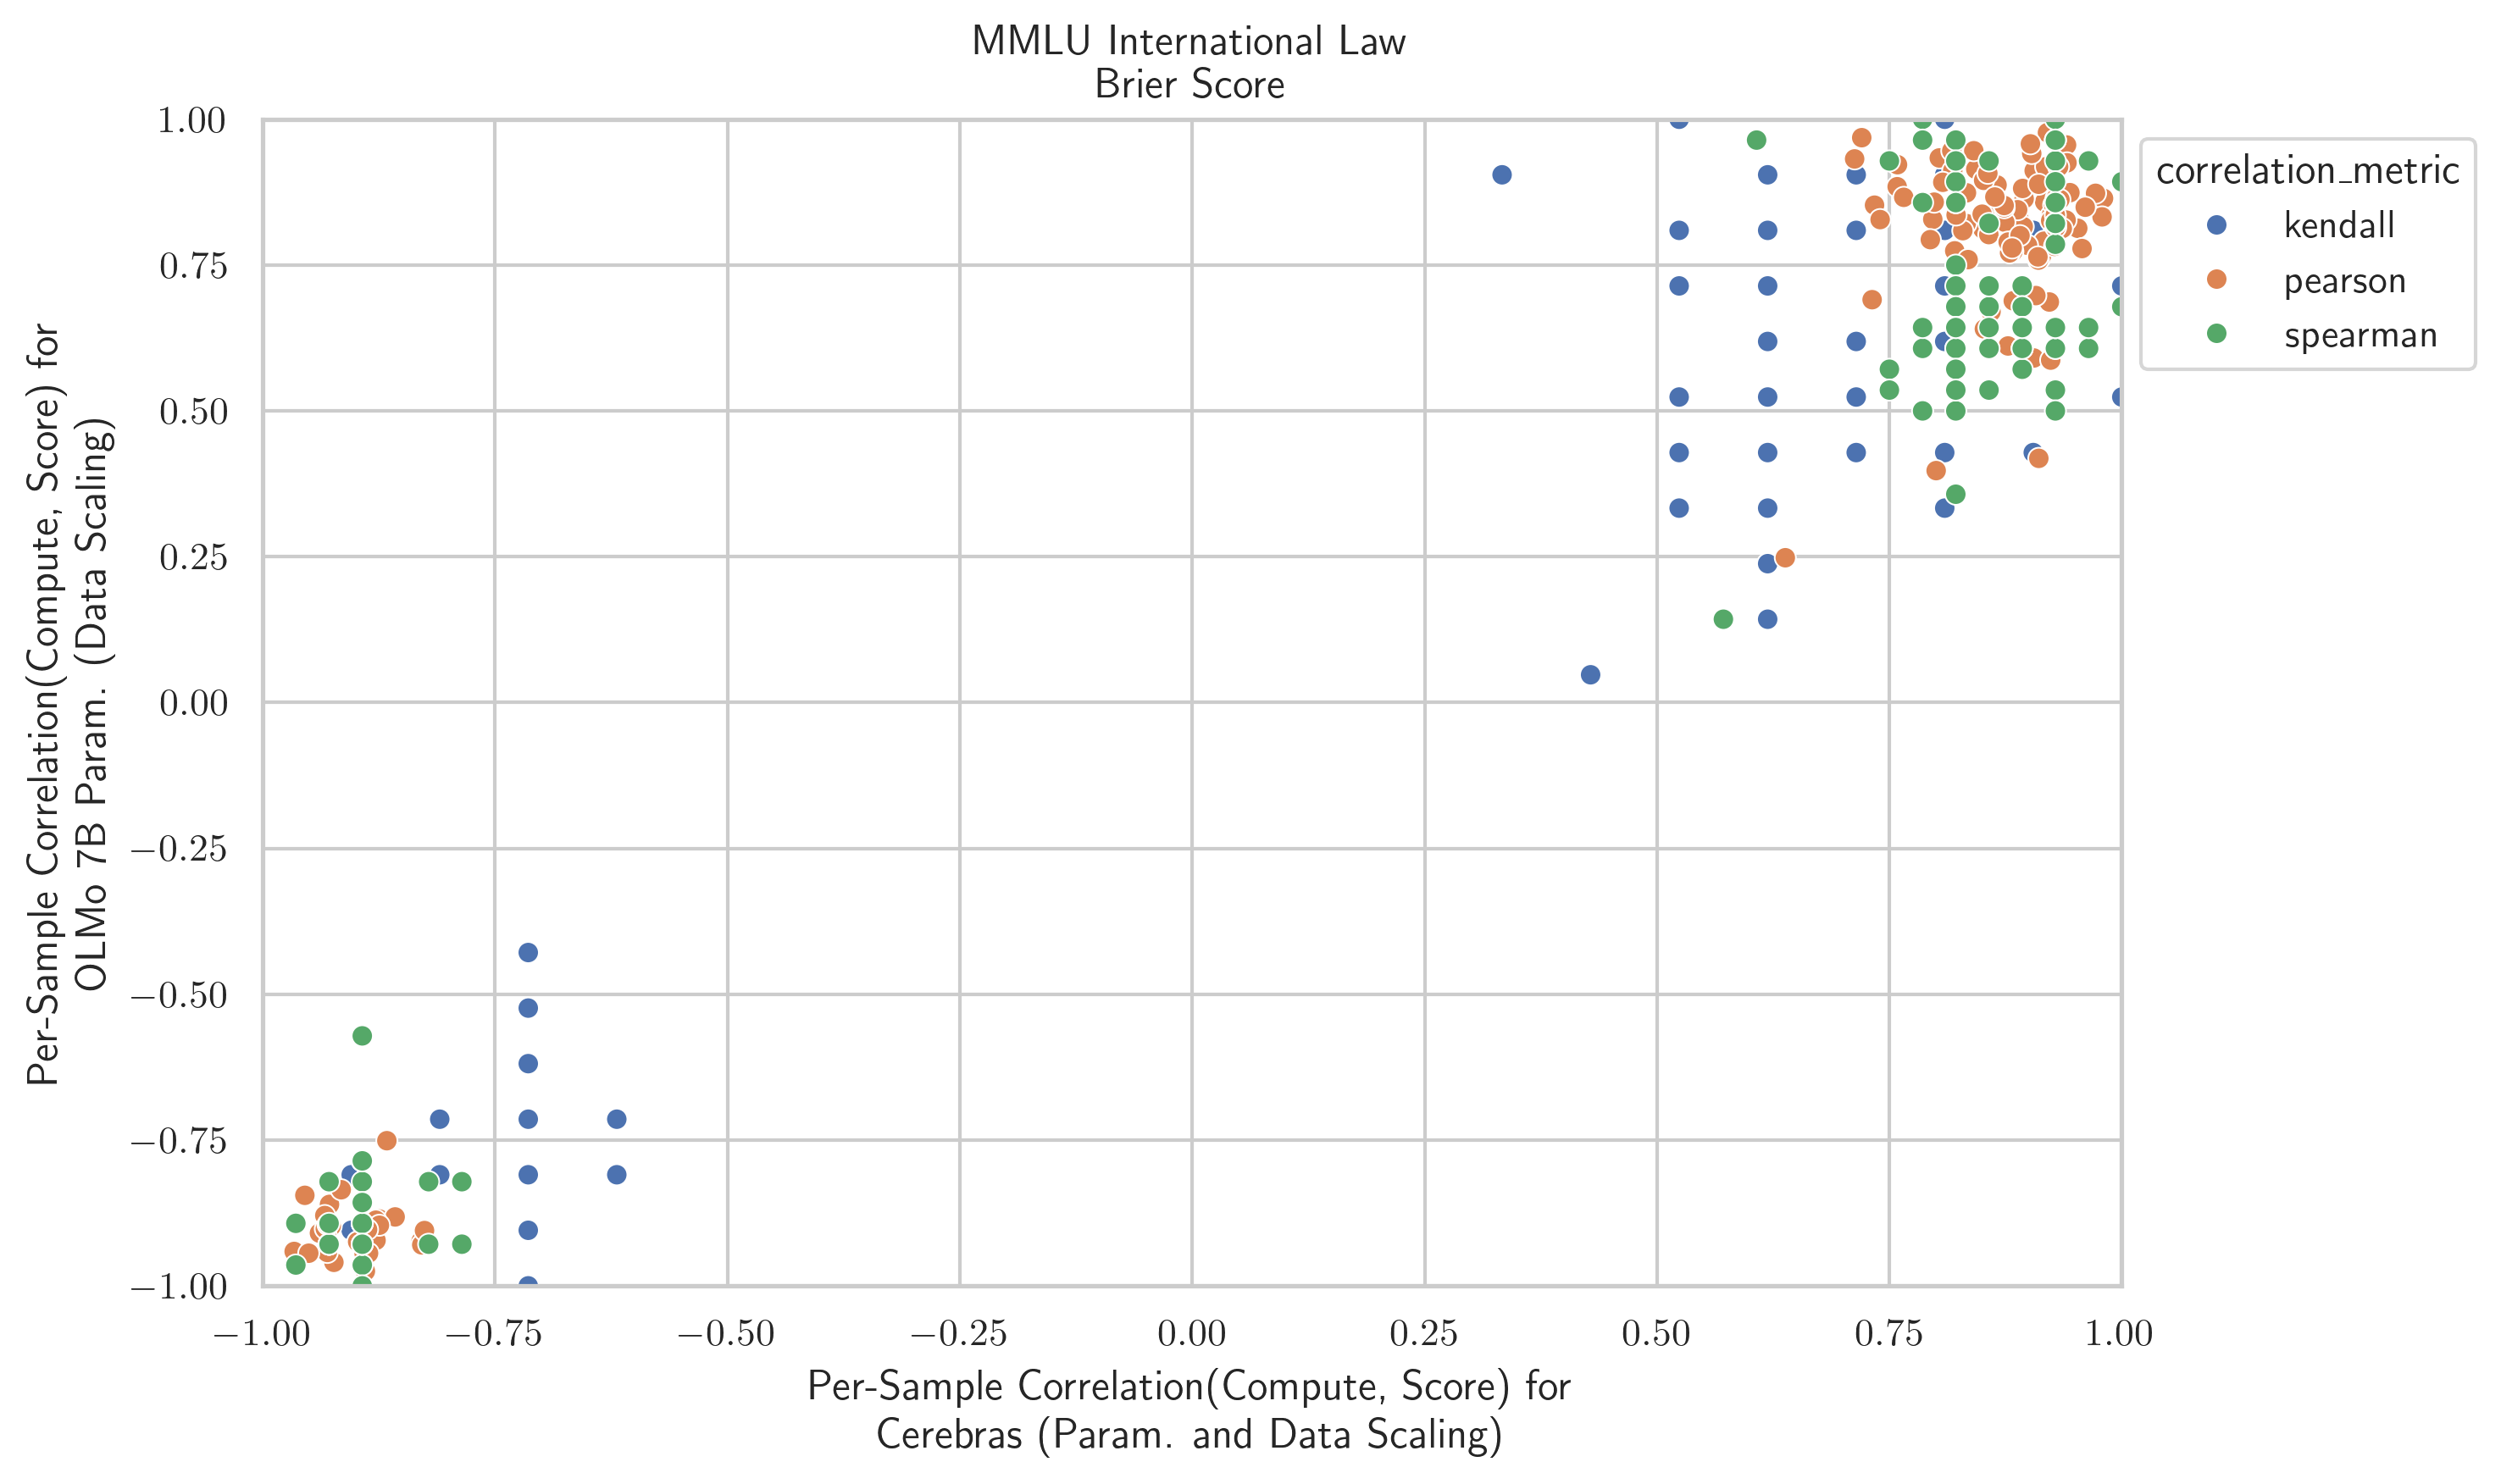 MMLU International Law
Brier Score
1.00
0.75
0.50
0.25
0.00
−0.25
−0.50
−0.75
−1.00
Per-Sample Correlation(Compute, Score) for
OLMo 7B Param. (Data Scaling)
−1.00 −0.75 −0.50 −0.25 0.00 0.25 0.50 0.75 1.00
Per-Sample Correlation(Compute, Score) for
Cerebras (Param. and Data Scaling)
correlation_metric
kendall
pearson
spearman